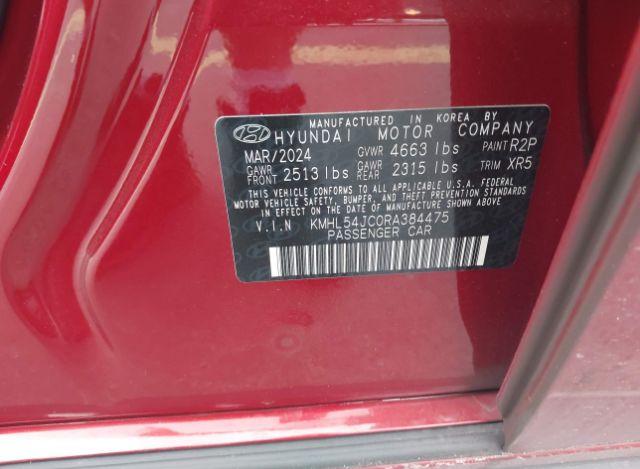 MANUFACTURED IN KOREA BY
HYUNDAI MOTOR COMPANY
MAR/2024 GVWR 4663 lbs PAINT R2P
GAWR FRONT 2513 lbs GAWR REAR 2315 lbs TRIM XR5
THIS VEHICLE CONFORMS TO ALL APPLICABLE U.S.A. FEDERAL
MOTOR VEHICLE SAFETY, BUMPER, AND THEFT PREVENTION STANDARDS
IN EFFECT ON THE DATE OF MANUFACTURE SHOWN ABOVE
V.I.N KMHL54JC0RA384475
PASSENGER CAR